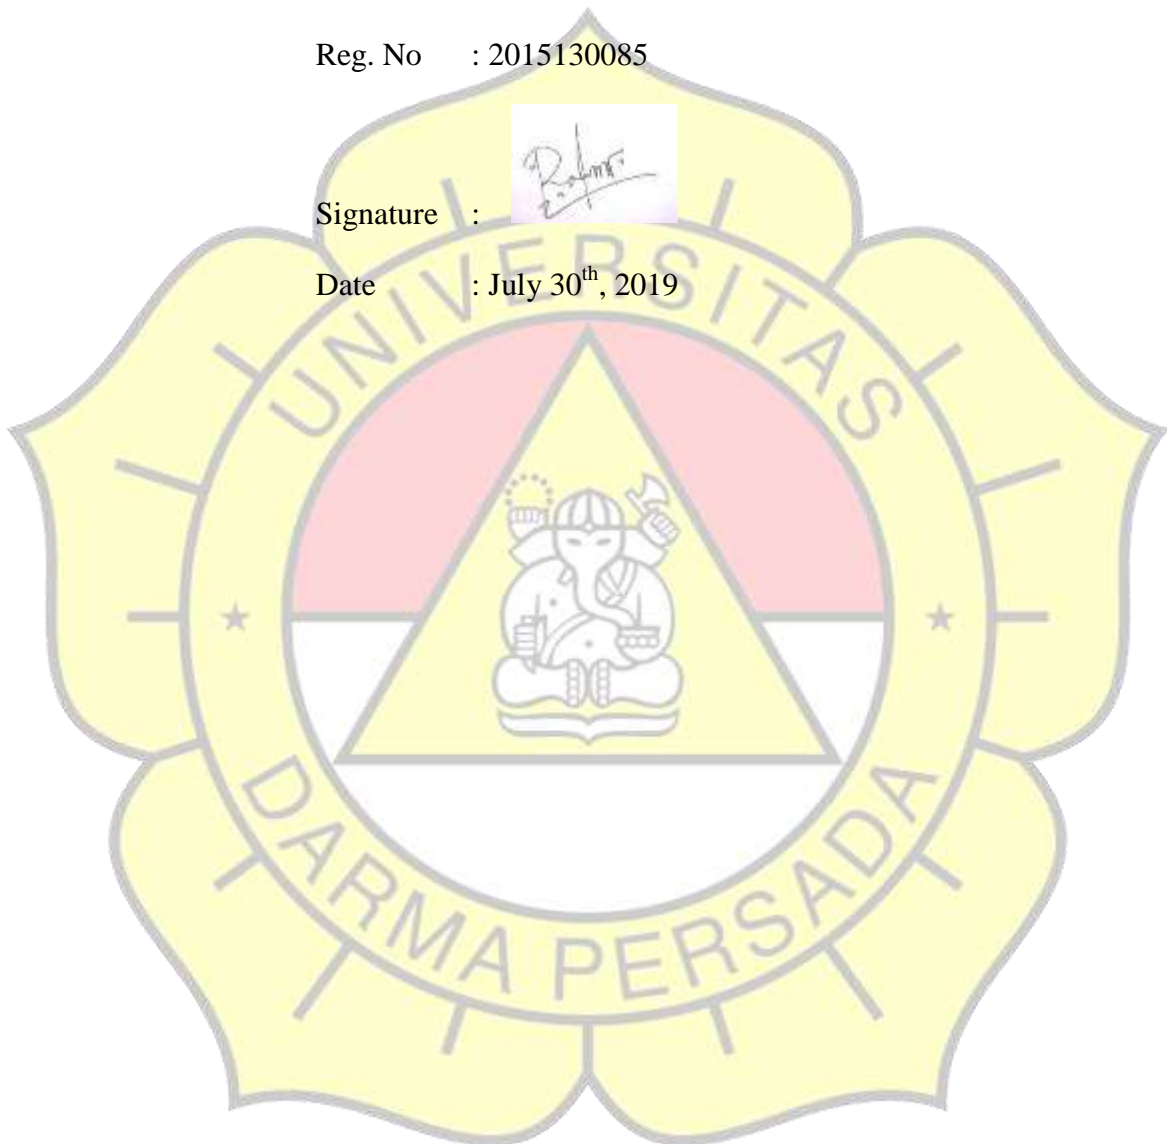 Reg. No : 2015130085
Signature :
Date : July 30th, 2019
UNIVERSITAS
DARMA PERSADA